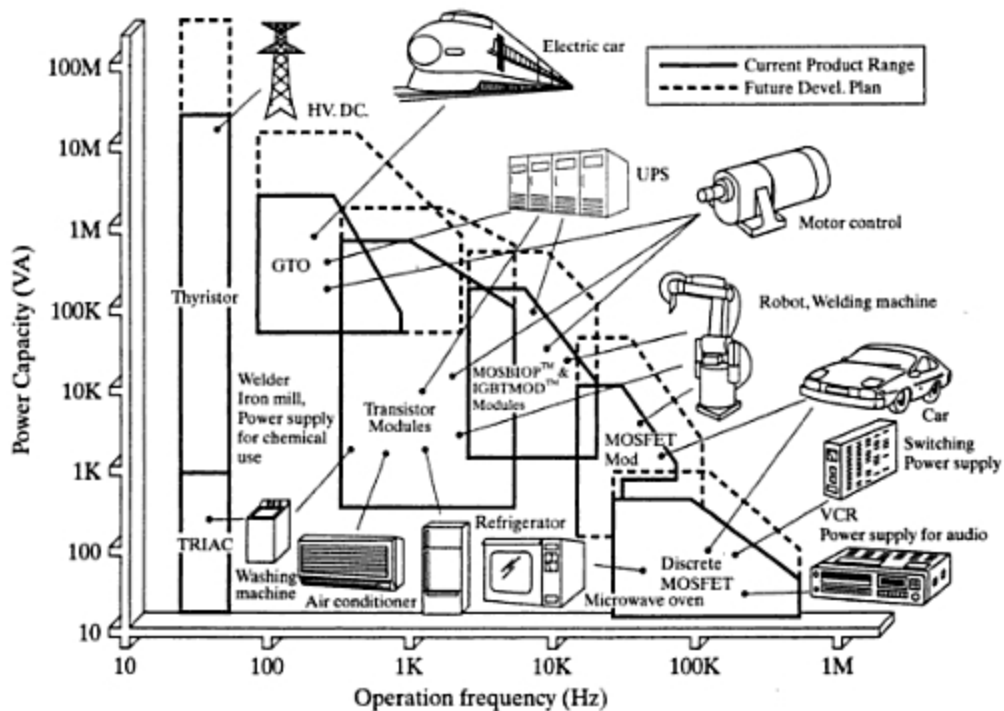 100M
10M
1M
100K
10K
1K
100
10
Power Capacity (VA)
10
100
1K
10K
100K
1M
Operation frequency (Hz)
Current Product Range
Future Devel. Plan
HV. DC.
Electric car
UPS
Motor control
Robot, Welding machine
Car
Switching
Power supply
VCR
Power supply for audio
Thyristor
TRIAC
GTO
Welder
Iron mill,
Power supply
for chemical
use
Transistor
Modules
MOSBIOP™ &
IGBTMOD™
Modules
MOSFET
Mod
Discrete
MOSFET
Washing
machine
Air conditioner
Refrigerator
Microwave oven